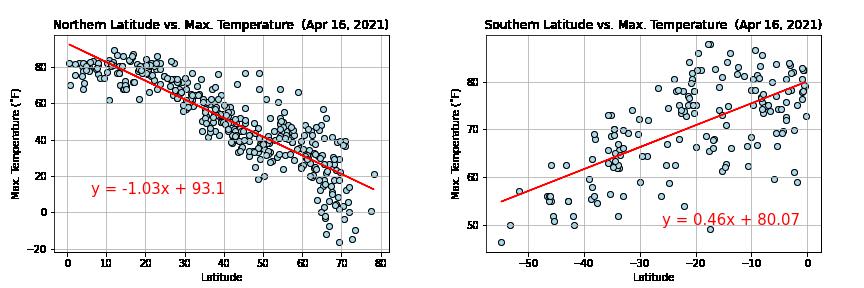 Northern Latitude vs. Max. Temperature (Apr 16, 2021)
Max. Temperature (°F)
80
60
40
20
0
−20
y = -1.03x + 93.1
0 10 20 30 40 50 60 70 80
Latitude
Southern Latitude vs. Max. Temperature (Apr 16, 2021)
Max. Temperature (°F)
80
70
60
50
y = 0.46x + 80.07
−50 −40 −30 −20 −10 0
Latitude